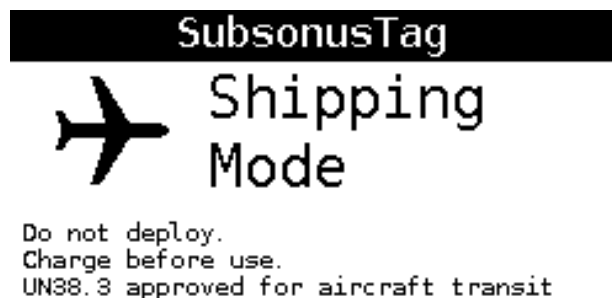 SubsonusTag
Shipping
Mode
Do not deploy.
Charge before use.
UN38.3 approved for aircraft transit